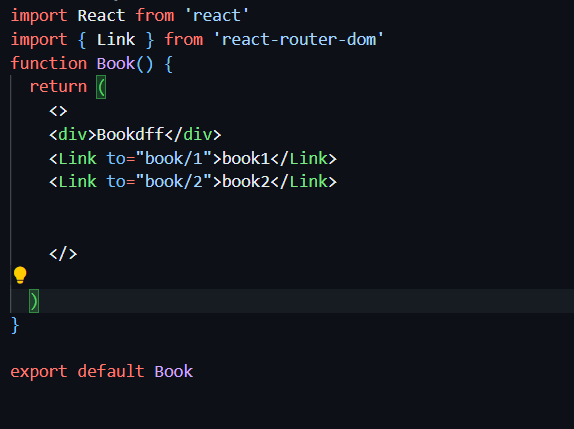 import React from 'react'
import { Link } from 'react-router-dom'
function Book() {
  return (
    <>
    <div>Bookdff</div>
    <Link to="book/1">book1</Link>
    <Link to="book/2">book2</Link>
    </>
  )
}
export default Book